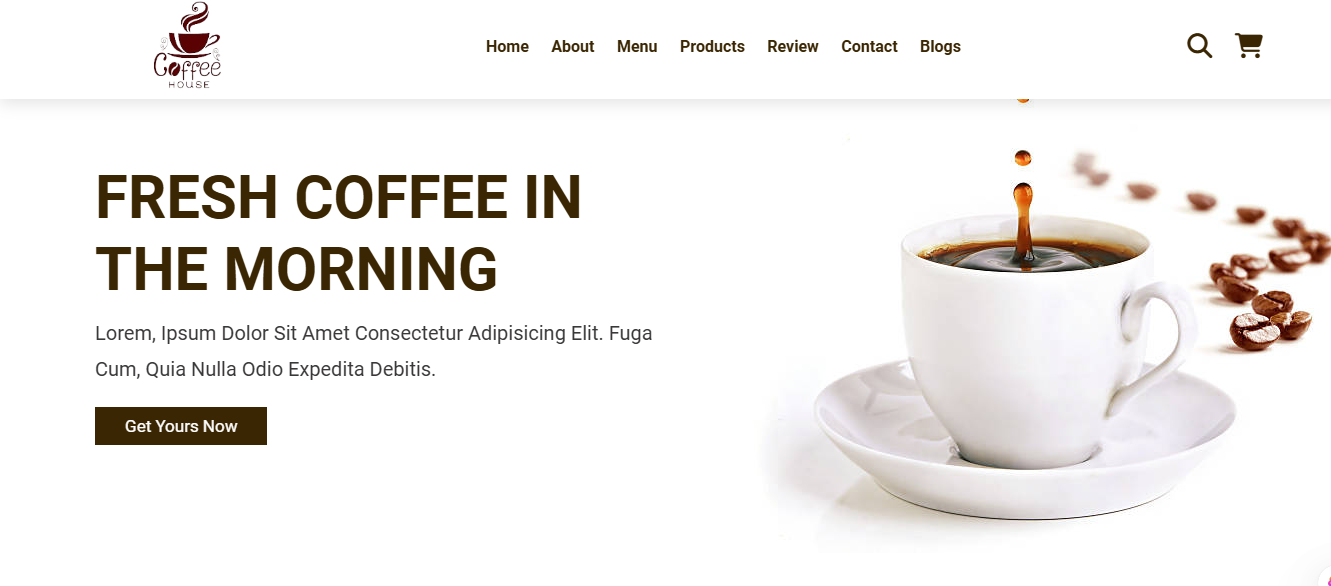 Coffee
HOUSE
Home About Menu Products Review Contact Blogs
FRESH COFFEE IN
THE MORNING
Lorem, Ipsum Dolor Sit Amet Consectetur Adipisicing Elit. Fuga
Cum, Quia Nulla Odio Expedita Debitis.
Get Yours Now